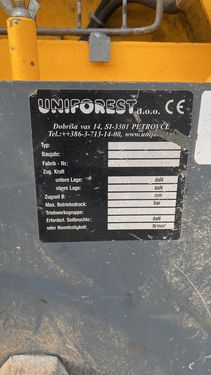 UNIFOREST d.o.o. CE
Dobriša vas 14, SI-3301 PETROVČE
Tel.:++386-3-713-14-00, www.uniforest.si
Typ:
Baujahr:
Fabrik - Nr.:
Zug. Kraft
untere Lage: daN
obere Lage: daN
Zugseil Ø: mm
Max. Betriebsdruck: bar
Triebwerksgruppe:
Erforderl. Seilbruchkr.: daN
oder Nennfestigkeit: N/mm²